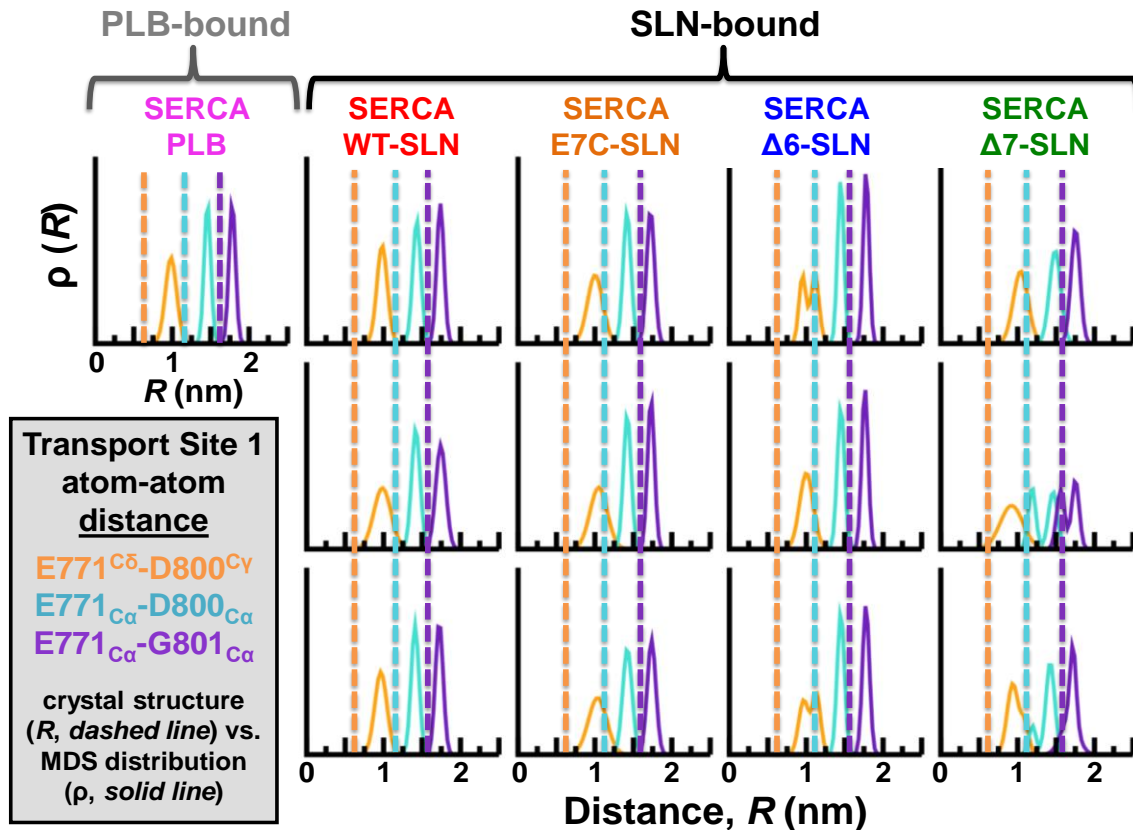 PLB-bound
SLN-bound
SERCA
PLB
SERCA
WT-SLN
SERCA
E7C-SLN
SERCA
Δ6-SLN
SERCA
Δ7-SLN
ρ (R)
0 1 2
R (nm)
Transport Site 1
atom-atom
distance
E771Cδ-D800Cγ
E771Cα-D800Cα
E771Cα-G801Cα
crystal structure
(R, dashed line) vs.
MDS distribution
(ρ, solid line)
0 1 2 0 1 2 0 1 2 0 1 2
Distance, R (nm)